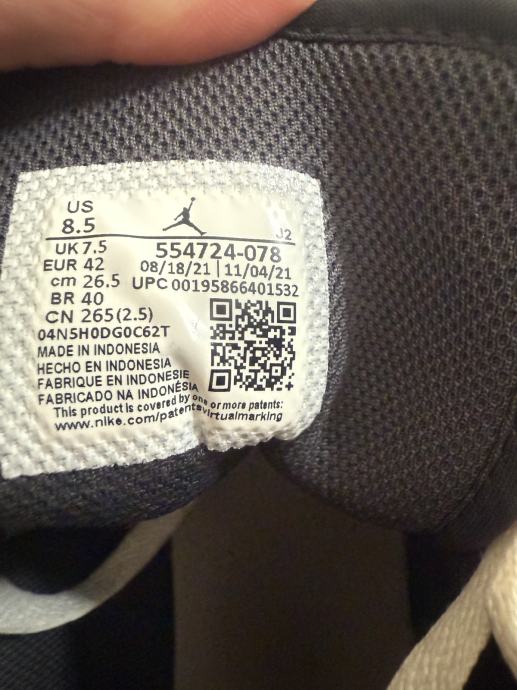 US
8.5
J2
UK 7.5
554724-078
EUR 42
08/18/21 | 11/04/21
cm 26.5
UPC 00195866401532
BR 40
CN 265(2.5)
04N5H0DG0C62T
MADE IN INDONESIA
HECHO EN INDONESIA
FABRIQUE EN INDONESIE
FABRICADO NA INDONÉSIA
This product is covered by one or more patents:
www.nike.com/patentsvirtualmarking